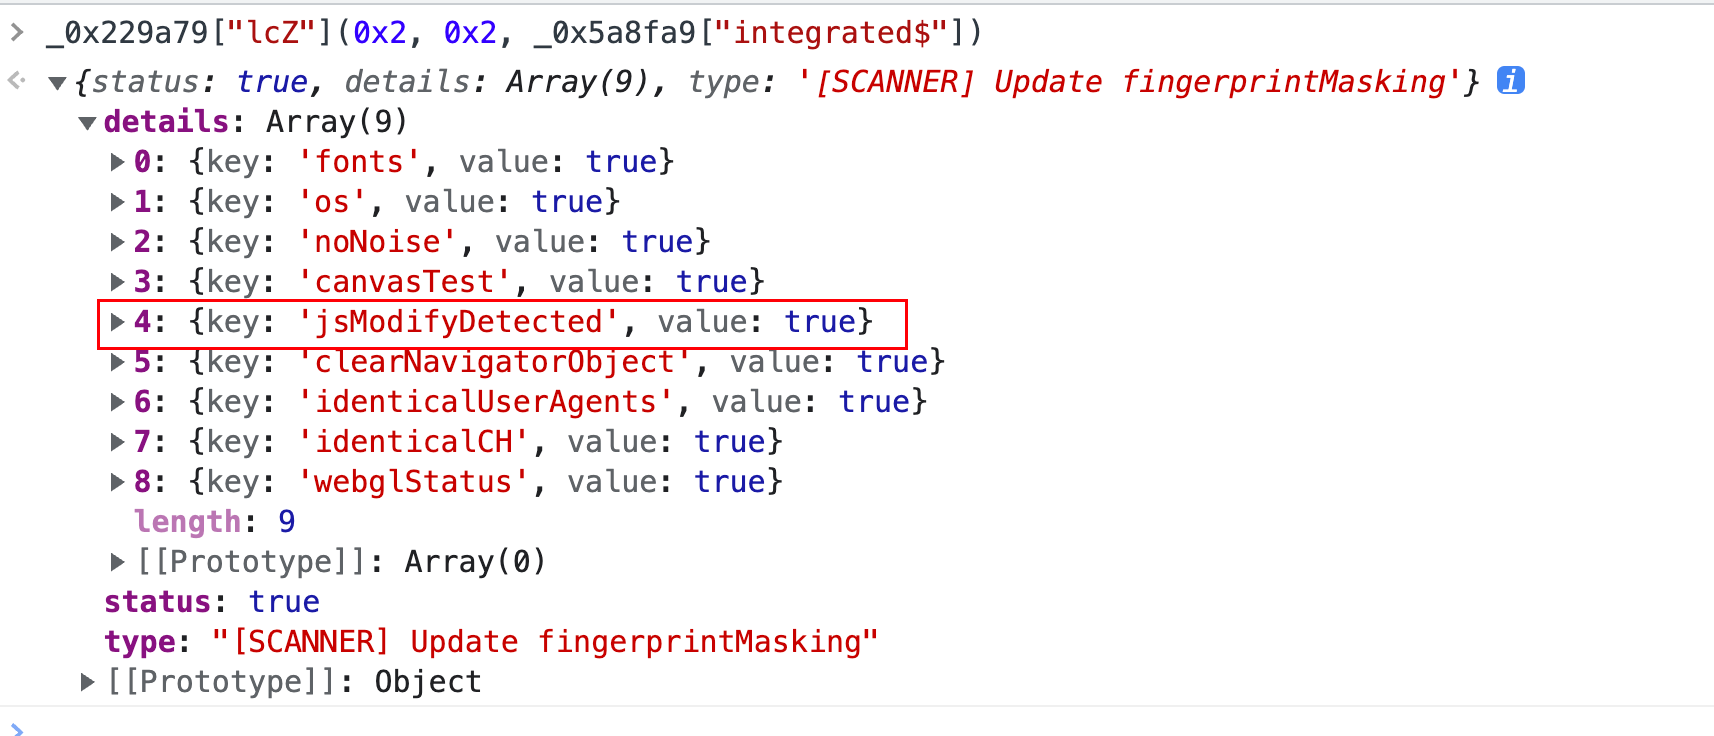 _0x229a79["lcZ"](0x2, 0x2, _0x5a8fa9["integrated$"])
{status: true, details: Array(9), type: '[SCANNER] Update fingerprintMasking'} i
details: Array(9)
0: {key: 'fonts', value: true}
1: {key: 'os', value: true}
2: {key: 'noNoise', value: true}
3: {key: 'canvasTest', value: true}
4: {key: 'jsModifyDetected', value: true}
5: {key: 'clearNavigatorObject', value: true}
6: {key: 'identicalUserAgents', value: true}
7: {key: 'identicalCH', value: true}
8: {key: 'webglStatus', value: true}
length: 9
[[Prototype]]: Array(0)
status: true
type: "[SCANNER] Update fingerprintMasking"
[[Prototype]]: Object